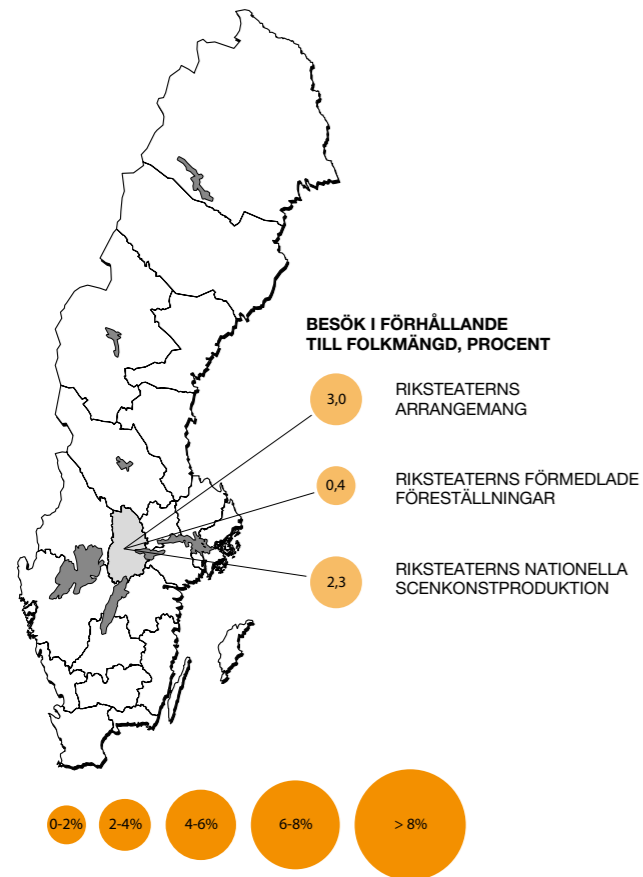 BESÖK I FÖRHÅLLANDE
TILL FOLKMÄNGD, PROCENT
3,0
RIKSTEATERNS
ARRANGEMANG
0,4
RIKSTEATERNS FÖRMEDLADE
FÖRESTÄLLNINGAR
2,3
RIKSTEATERNS NATIONELLA
SCENKONSTPRODUKTION
0-2%
2-4%
4-6%
6-8%
> 8%